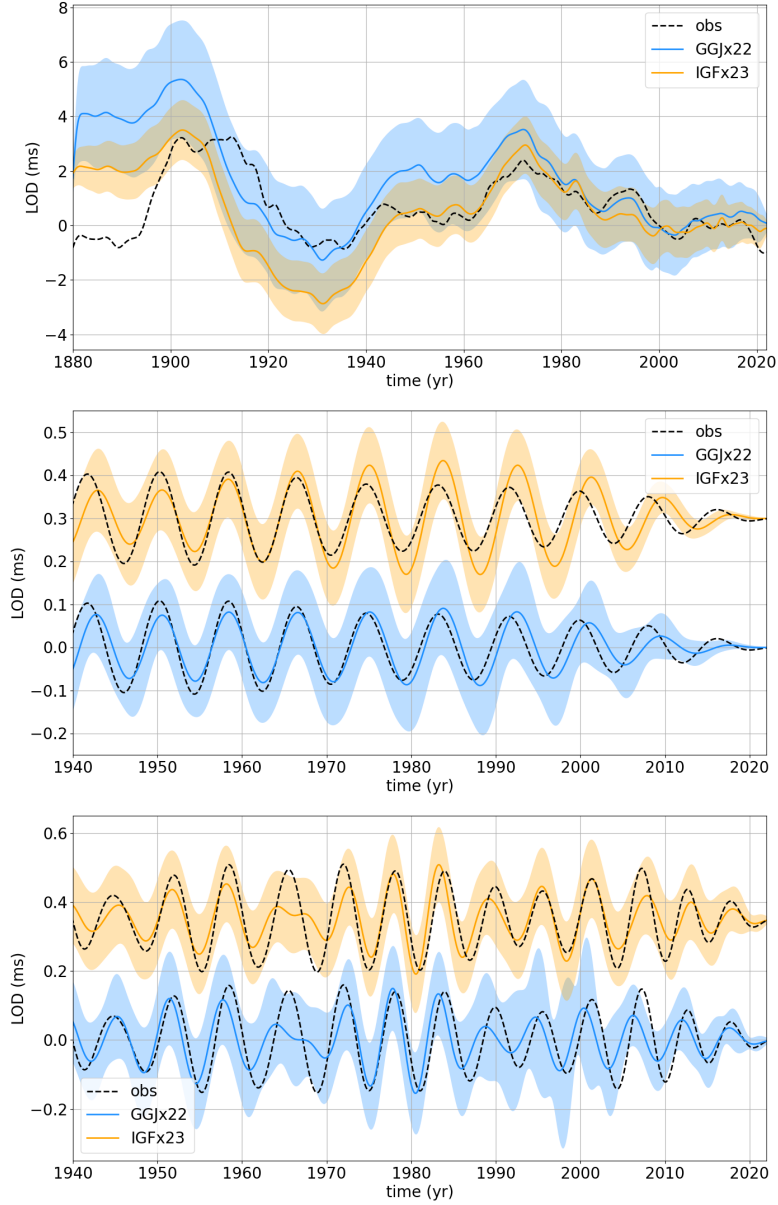 8
6
4
2
0
−2
−4
LOD (ms)
obs
GGJx22
IGFx23
1880 1900 1920 1940 1960 1980 2000 2020
time (yr)
0.5
0.4
0.3
0.2
0.1
0.0
−0.1
−0.2
LOD (ms)
obs
GGJx22
IGFx23
1940 1950 1960 1970 1980 1990 2000 2010 2020
time (yr)
0.6
0.4
0.2
0.0
−0.2
LOD (ms)
obs
GGJx22
IGFx23
1940 1950 1960 1970 1980 1990 2000 2010 2020
time (yr)